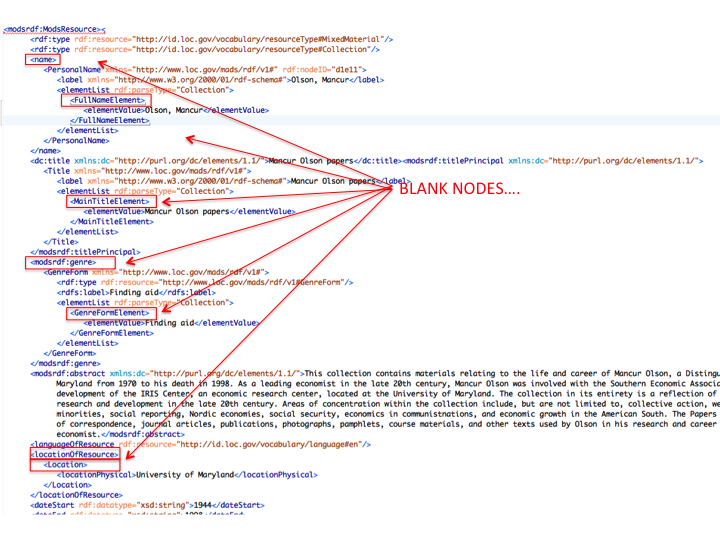 <modsrdf:ModsResource><
<rdf:type rdf:resource="http://id.loc.gov/vocabulary/resourceType#MixedMaterial"/>
<rdf:type rdf:resource="http://id.loc.gov/vocabulary/resourceType#Collection"/>
<name>
<PersonalName xmlns="http://www.loc.gov/mads/rdf/v1#" rdf:nodeID="d1e11">
<label xmlns="http://www.w3.org/2000/01/rdf-schema#">Olson, Mancur</label>
<elementList rdf:parseType="Collection">
<FullNameElement>
<elementValue>Olson, Mancur</elementValue>
</FullNameElement>
</elementList>
</PersonalName>
</name>
<dc:title xmlns:dc="http://purl.org/dc/elements/1.1/">Mancur Olson papers</dc:title><modsrdf:titlePrincipal xmlns:dc="http://purl.org/dc/elements/1.1/">
<Title xmlns="http://www.loc.gov/mads/rdf/v1#">
<label xmlns="http://www.w3.org/2000/01/rdf-schema#">Mancur Olson papers</label>
<elementList rdf:parseType="Collection">
BLANK NODES....
<MainTitleElement>
<elementValue>Mancur Olson papers</elementValue>
</MainTitleElement>
</elementList>
</Title>
</modsrdf:titlePrincipal>
<modsrdf:genre>
<GenreForm xmlns="http://www.loc.gov/mads/rdf/v1#">
<rdf:type rdf:resource="http://www.loc.gov/mads/rdf/v1#GenreForm"/>
<rdfs:label>Finding aid</rdfs:label>
<elementList rdf:parseType="Collection">
<GenreFormElement>
<elementValue>Finding aid</elementValue>
</GenreFormElement>
</elementList>
</GenreForm>
</modsrdf:genre>
<modsrdf:abstract xmlns:dc="http://purl.org/dc/elements/1.1/">This collection contains materials relating to the life and career of Mancur Olson, a Distingu
Maryland from 1970 to his death in 1998. As a leading economist in the late 20th century, Mancur Olson was involved with the Southern Economic Associa
development of the IRIS Center, an economic research center, located at the University of Maryland. The collection in its entirety is a reflection of
research and development in the late 20th century. Areas of concentration within the collection include, but are not limited to, collective action, we
minorities, social reporting, Nordic economies, social security, economics in communistnations, and economic growth in the American South. The Papers
of correspondence, journal articles, publications, photographs, pamphlets, course materials, and other texts used by Olson in his research and career
economist.</modsrdf:abstract>
<languageOfResource rdf:resource="http://id.loc.gov/vocabulary/language#en"/>
<locationOfResource>
<Location>
<locationPhysical>University of Maryland</locationPhysical>
</Location>
</locationOfResource>
<dateStart rdf:datatype="xsd:string">1944</dateStart>